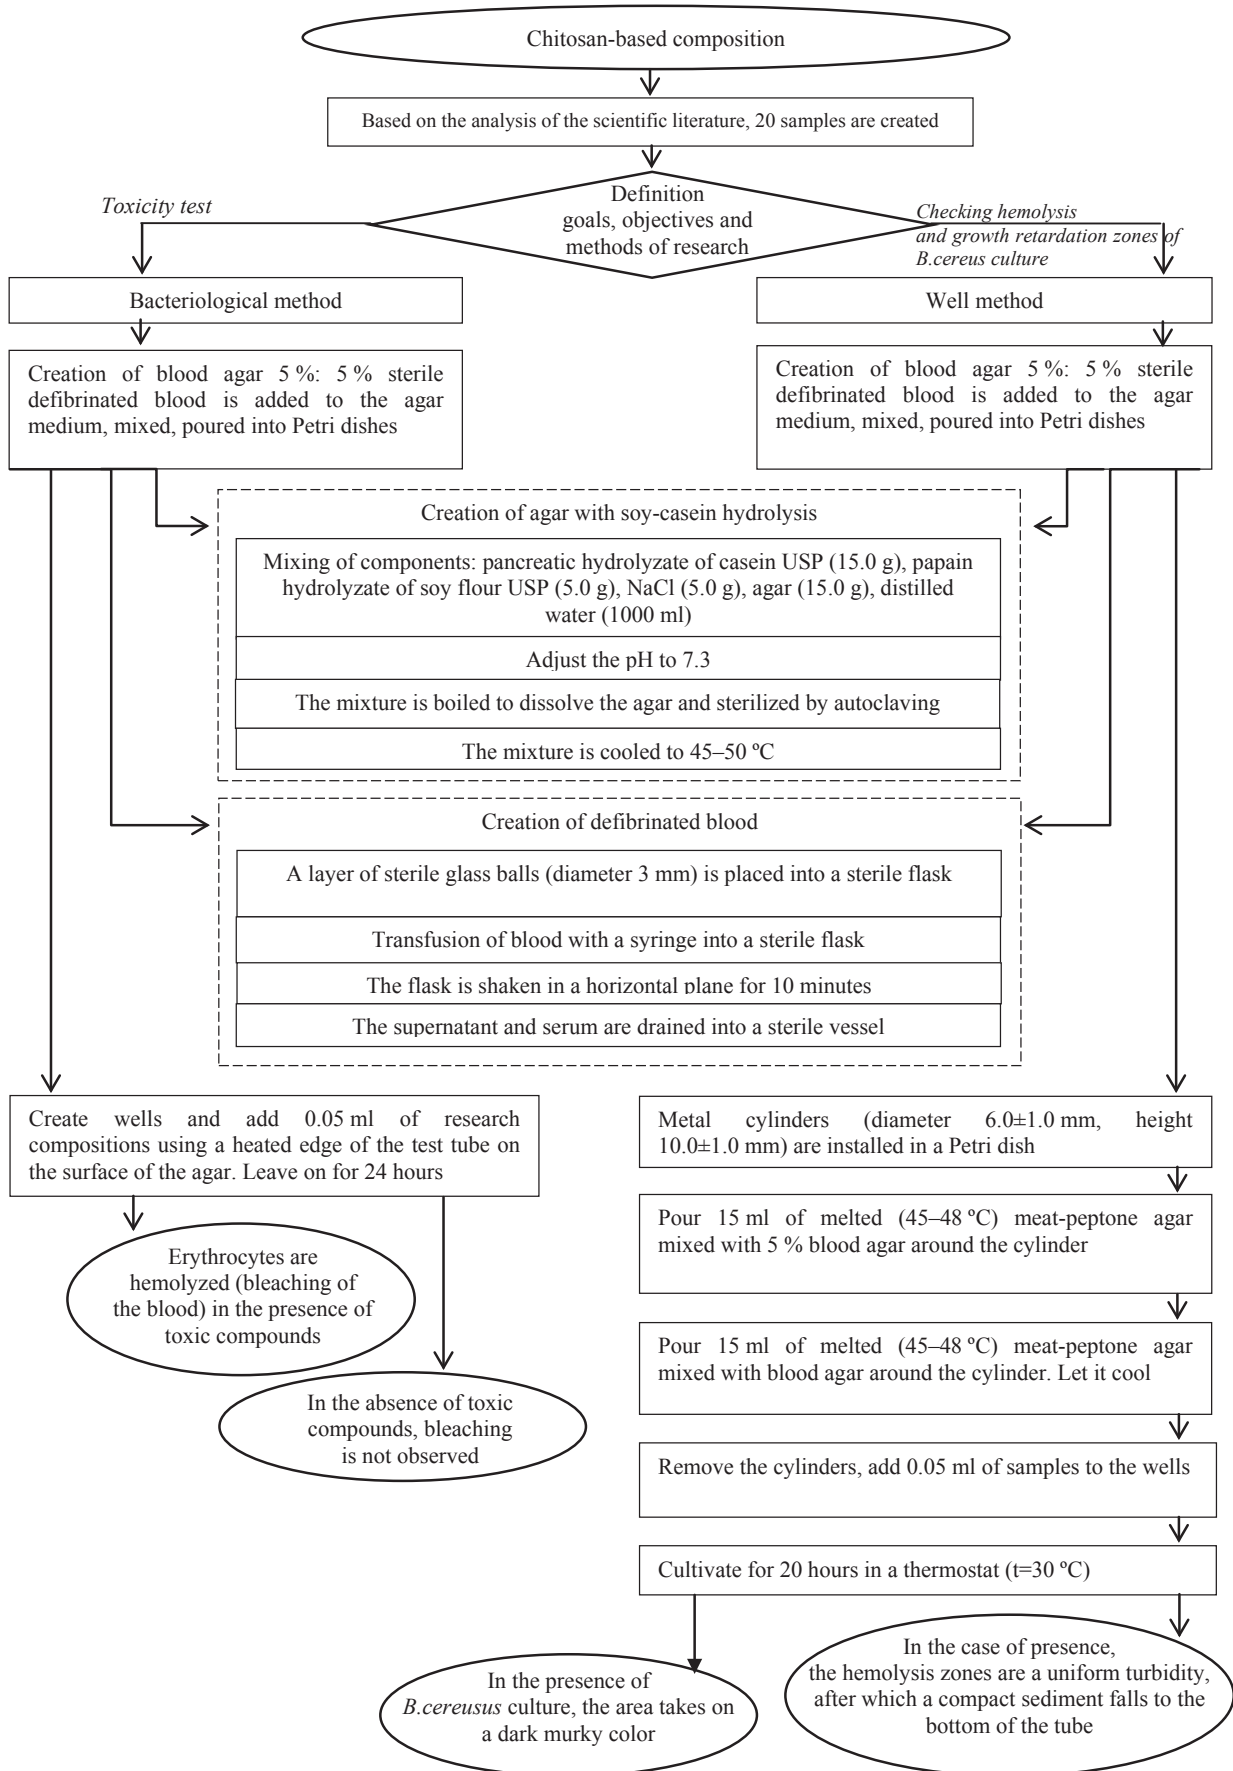 Chitosan-based composition
Based on the analysis of the scientific literature, 20 samples are created
Definition
goals, objectives and
methods of research
Toxicity test
Checking hemolysis
and growth retardation zones of
B.cereus culture
Bacteriological method
Well method
Creation of blood agar 5 %: 5 % sterile
defibrinated blood is added to the agar
medium, mixed, poured into Petri dishes
Creation of blood agar 5 %: 5 % sterile
defibrinated blood is added to the agar
medium, mixed, poured into Petri dishes
Creation of agar with soy-casein hydrolysis
Mixing of components: pancreatic hydrolyzate of casein USP (15.0 g), papain
hydrolyzate of soy flour USP (5.0 g), NaCl (5.0 g), agar (15.0 g), distilled
water (1000 ml)
Adjust the pH to 7.3
The mixture is boiled to dissolve the agar and sterilized by autoclaving
The mixture is cooled to 45–50 ºC
Creation of defibrinated blood
A layer of sterile glass balls (diameter 3 mm) is placed into a sterile flask
Transfusion of blood with a syringe into a sterile flask
The flask is shaken in a horizontal plane for 10 minutes
The supernatant and serum are drained into a sterile vessel
Create wells and add 0.05 ml of research
compositions using a heated edge of the test tube on
the surface of the agar. Leave on for 24 hours
Erythrocytes are
hemolyzed (bleaching of
the blood) in the presence of
toxic compounds
In the absence of toxic
compounds, bleaching
is not observed
Metal cylinders (diameter 6.0±1.0 mm, height
10.0±1.0 mm) are installed in a Petri dish
Pour 15 ml of melted (45–48 ºC) meat-peptone agar
mixed with 5 % blood agar around the cylinder
Pour 15 ml of melted (45–48 ºC) meat-peptone agar
mixed with blood agar around the cylinder. Let it cool
Remove the cylinders, add 0.05 ml of samples to the wells
Cultivate for 20 hours in a thermostat (t=30 ºC)
In the presence of
B.cereusus culture, the area takes on
a dark murky color
In the case of presence,
the hemolysis zones are a uniform turbidity,
after which a compact sediment falls to the
bottom of the tube